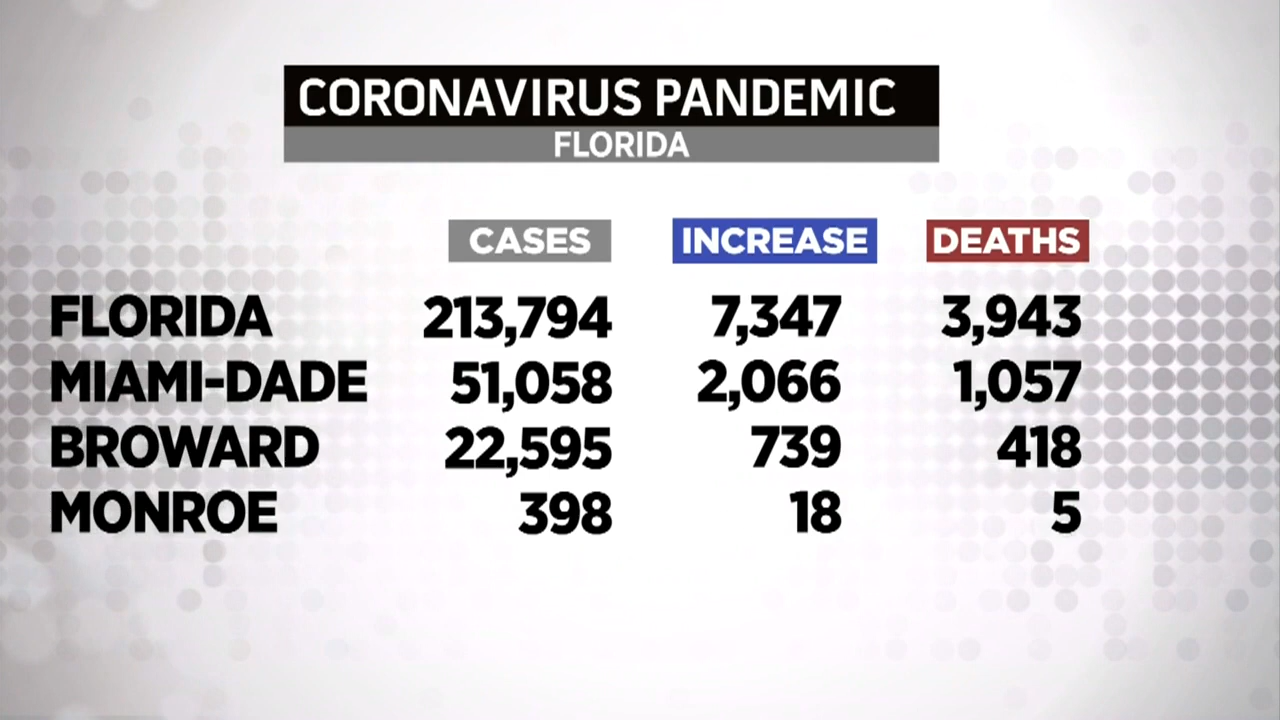 CORONAVIRUS PANDEMIC
FLORIDA
CASES INCREASE DEATHS
FLORIDA 213,794 7,347 3,943
MIAMI-DADE 51,058 2,066 1,057
BROWARD 22,595 739 418
MONROE 398 18 5